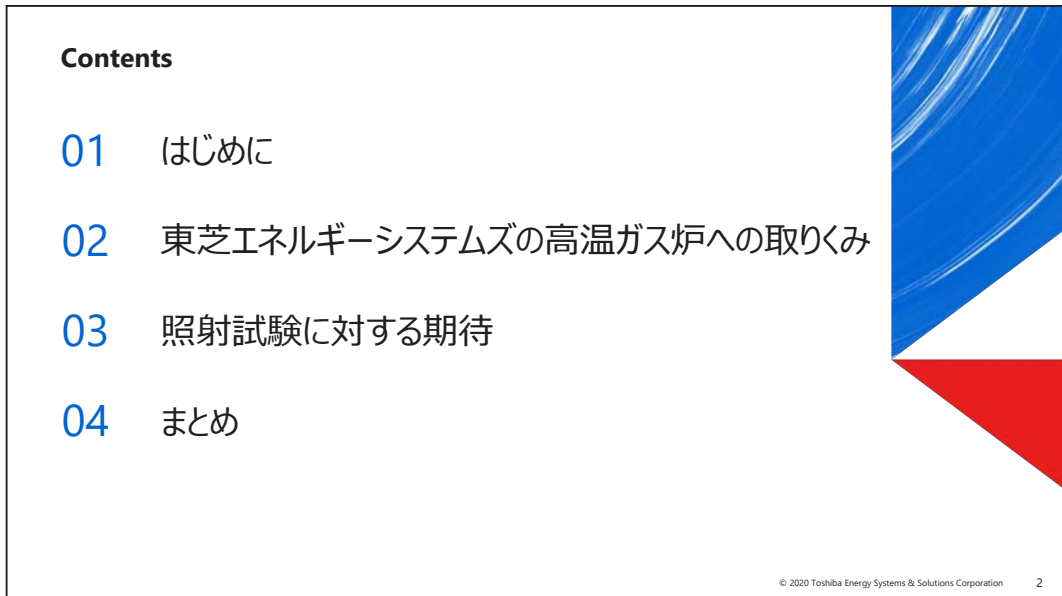 Contents
01 はじめに
02 東芝エネルギーシステムズの高温ガス炉への取りくみ
03 照射試験に対する期待
04 まとめ
© 2020 Toshiba Energy Systems & Solutions Corporation 2